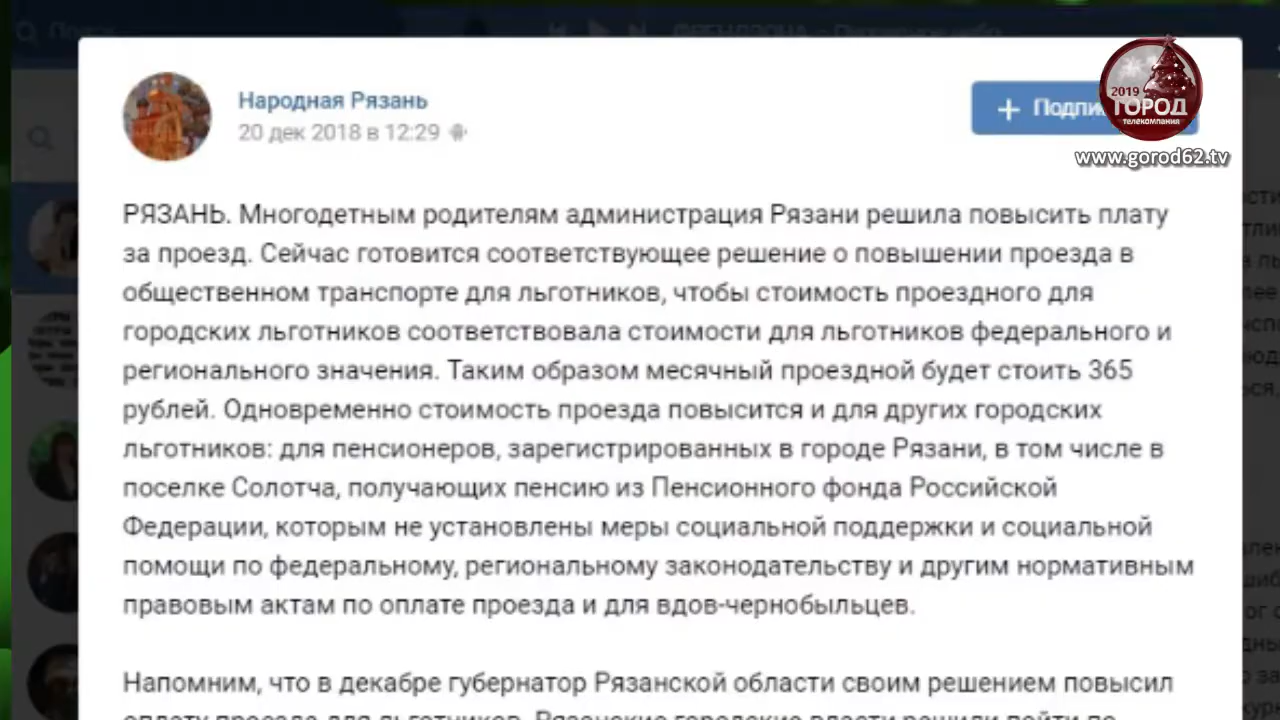 Народная Рязань
20 дек 2018 в 12:29
2019
ГОРОД
телекомпания
www.gorod62.tv
РЯЗАНЬ. Многодетным родителям администрация Рязани решила повысить плату
за проезд. Сейчас готовится соответствующее решение о повышении проезда в
общественном транспорте для льготников, чтобы стоимость проездного для
городских льготников соответствовала стоимости для льготников федерального и
регионального значения. Таким образом месячный проездной будет стоить 365
рублей. Одновременно стоимость проезда повысится и для других городских
льготников: для пенсионеров, зарегистрированных в городе Рязани, в том числе в
поселке Солотча, получающих пенсию из Пенсионного фонда Российской
Федерации, которым не установлены меры социальной поддержки и социальной
помощи по федеральному, региональному законодательству и другим нормативным
правовым актам по оплате проезда и для вдов-чернобыльцев.
Напомним, что в декабре губернатор Рязанской области своим решением повысил